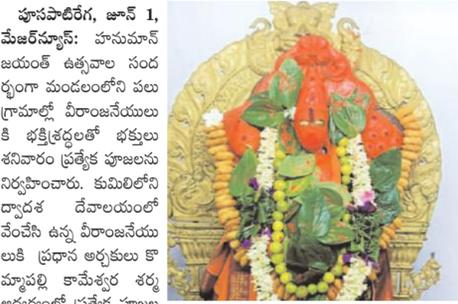 పూసపాటిరేగ, జూన్ 1,
మేజర్‌న్యూస్: హనుమాన్
జయంత్ ఉత్సవాల సంద
ర్భంగా మండలంలోని పలు
గ్రామాల్లో వీరాంజనేయులు
కి భక్తిశ్రద్ధలతో భక్తులు
శనివారం ప్రత్యేక పూజలను
నిర్వహించారు. కుమిలిలోని
ద్వాదశ దేవాలయంలో
వేంచేసి ఉన్న వీరాంజనేయు
లుకి ప్రధాన అర్చకులు కొ
మ్మాపల్లి కామేశ్వర శర్మ